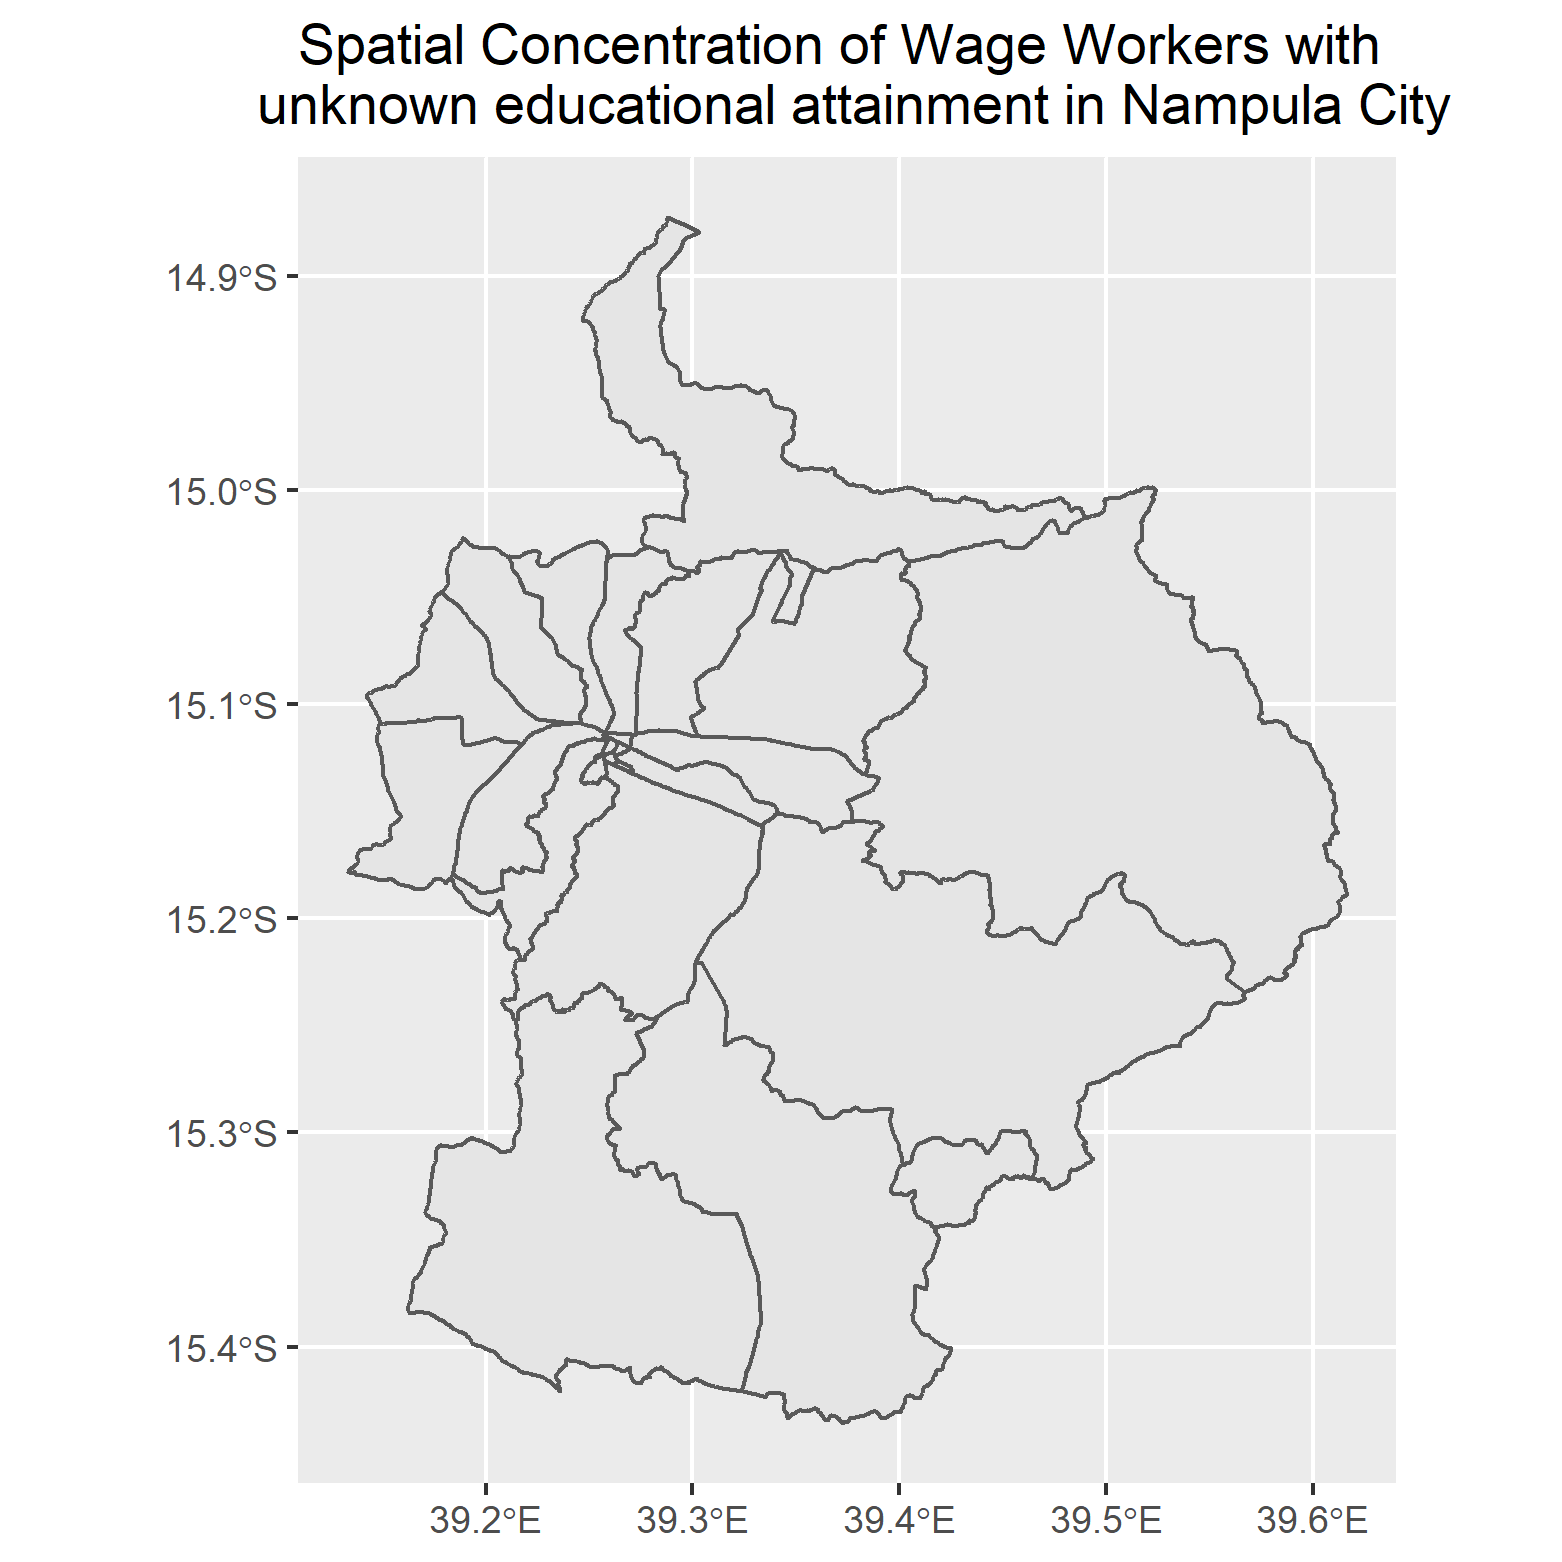 Spatial Concentration of Wage Workers with
unknown educational attainment in Nampula City
14.9°S
15.0°S
15.1°S
15.2°S
15.3°S
15.4°S
39.2°E
39.3°E
39.4°E
39.5°E
39.6°E